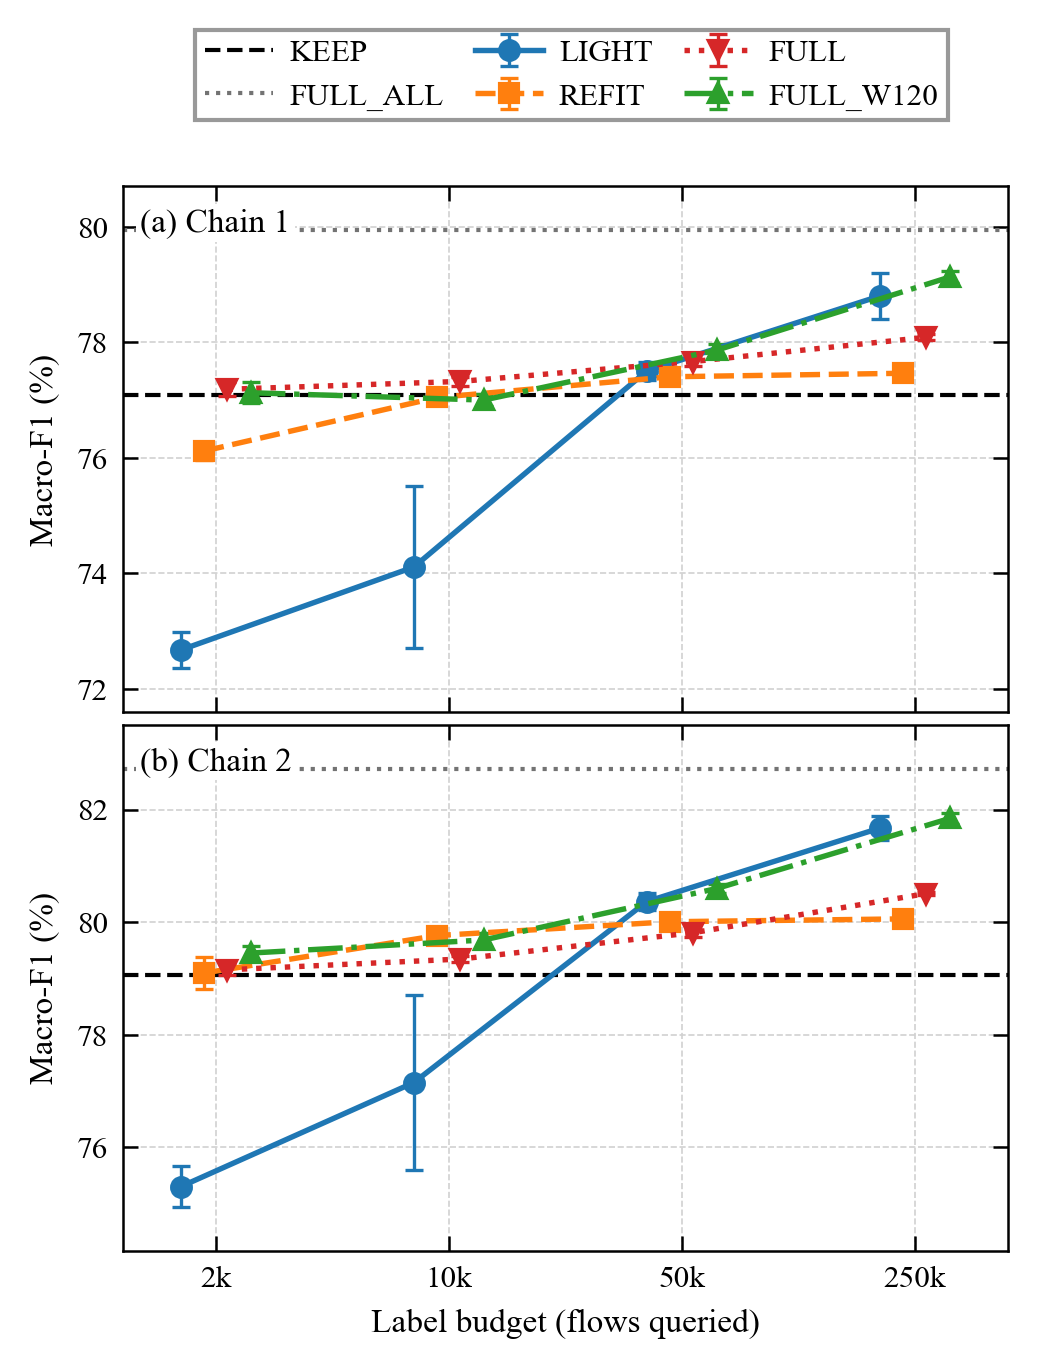 KEEP LIGHT FULL
FULL_ALL REFIT FULL_W120
(a) Chain 1
80
78
76
74
72
Macro-F1 (%)
(b) Chain 2
82
80
78
76
Macro-F1 (%)
2k 10k 50k 250k
Label budget (flows queried)